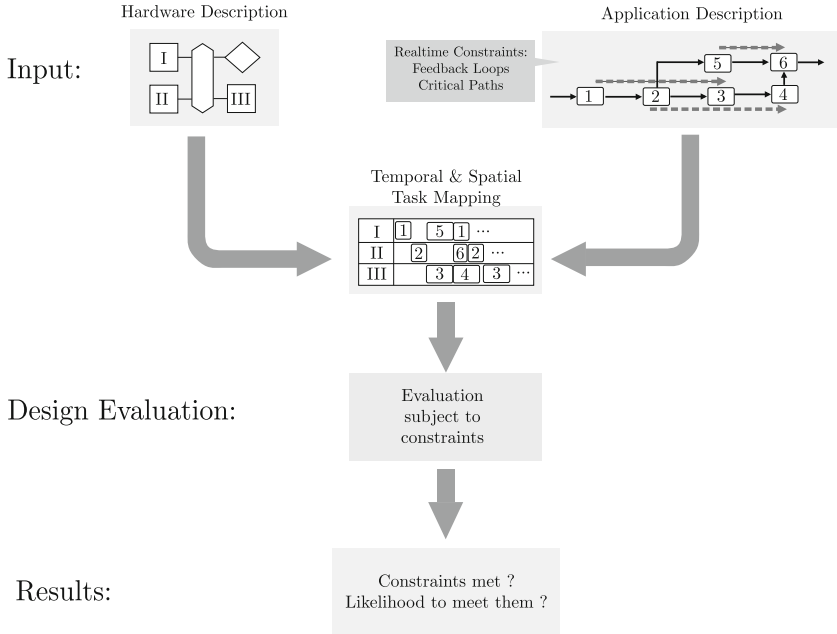 Hardware Description
Application Description
Input:
I
II
III
Realtime Constraints:
Feedback Loops
Critical Paths
5 6
1 2 3 4
Temporal & Spatial
Task Mapping
I 1 5 1 ...
II 2 6 2 ...
III 3 4 3 ...
Design Evaluation:
Evaluation
subject to
constraints
Results:
Constraints met ?
Likelihood to meet them ?